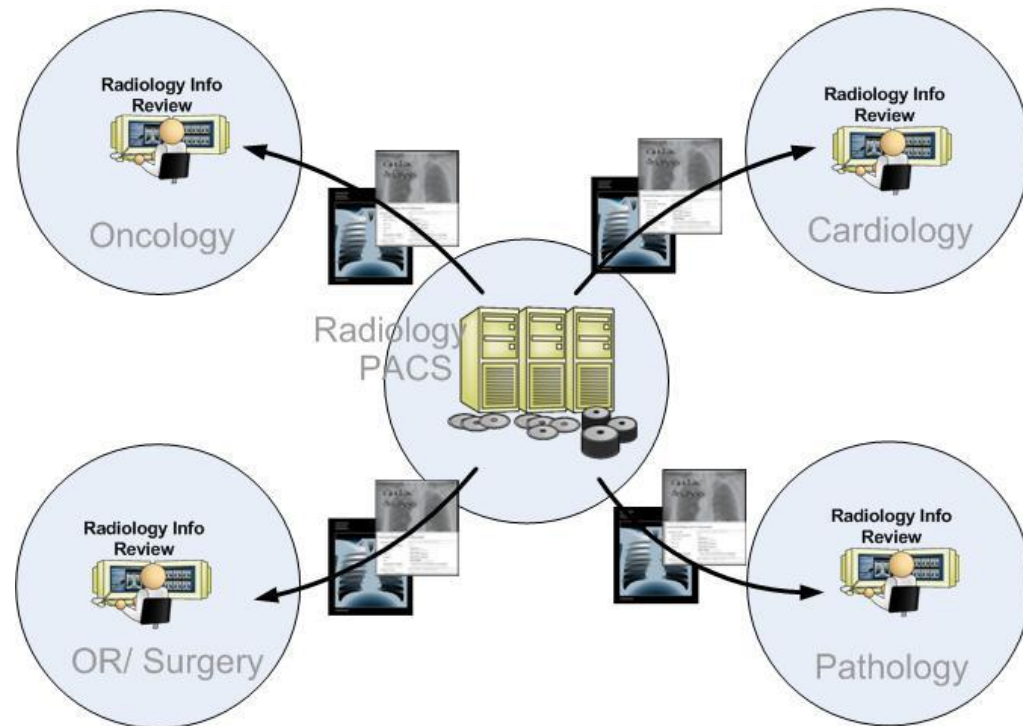 Radiology Info
Review
Oncology
Radiology Info
Review
Cardiology
Radiology
PACS
Radiology Info
Review
OR/ Surgery
Radiology Info
Review
Pathology